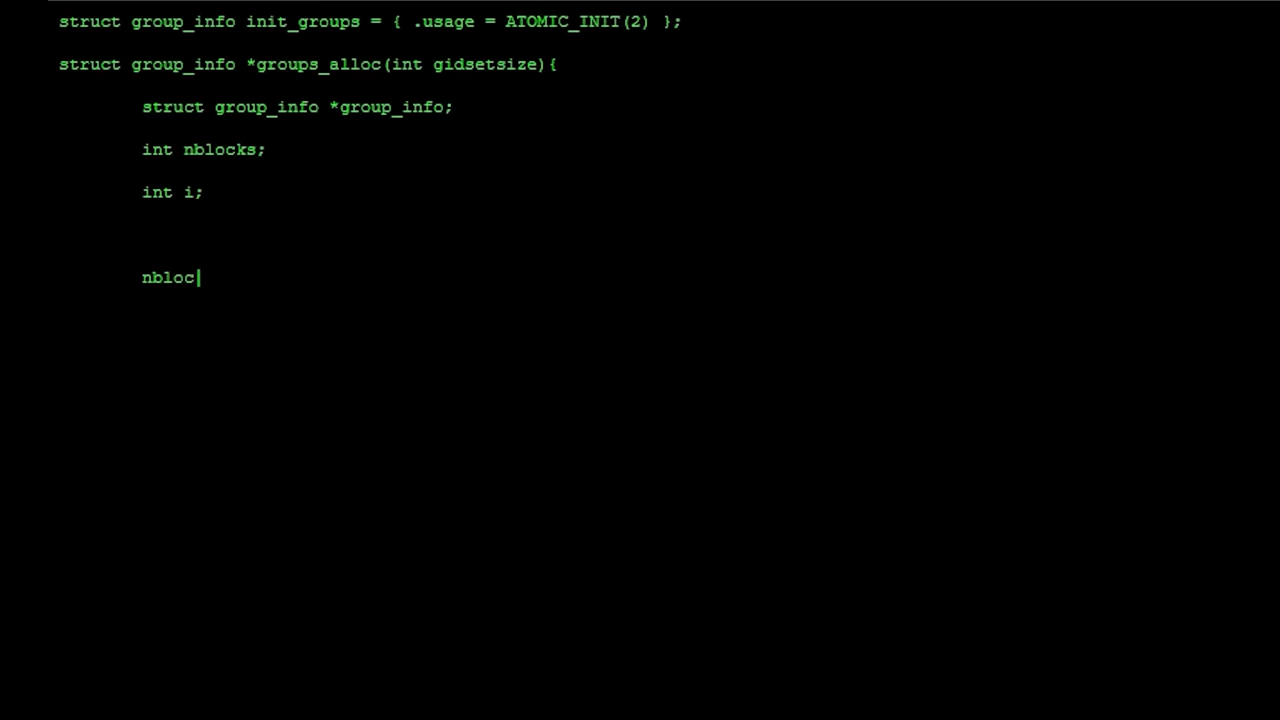 struct group_info init_groups = { .usage = ATOMIC_INIT(2) };
struct group_info *groups_alloc(int gidsetsize){
struct group_info *group_info;
int nblocks;
int i;
nbloc